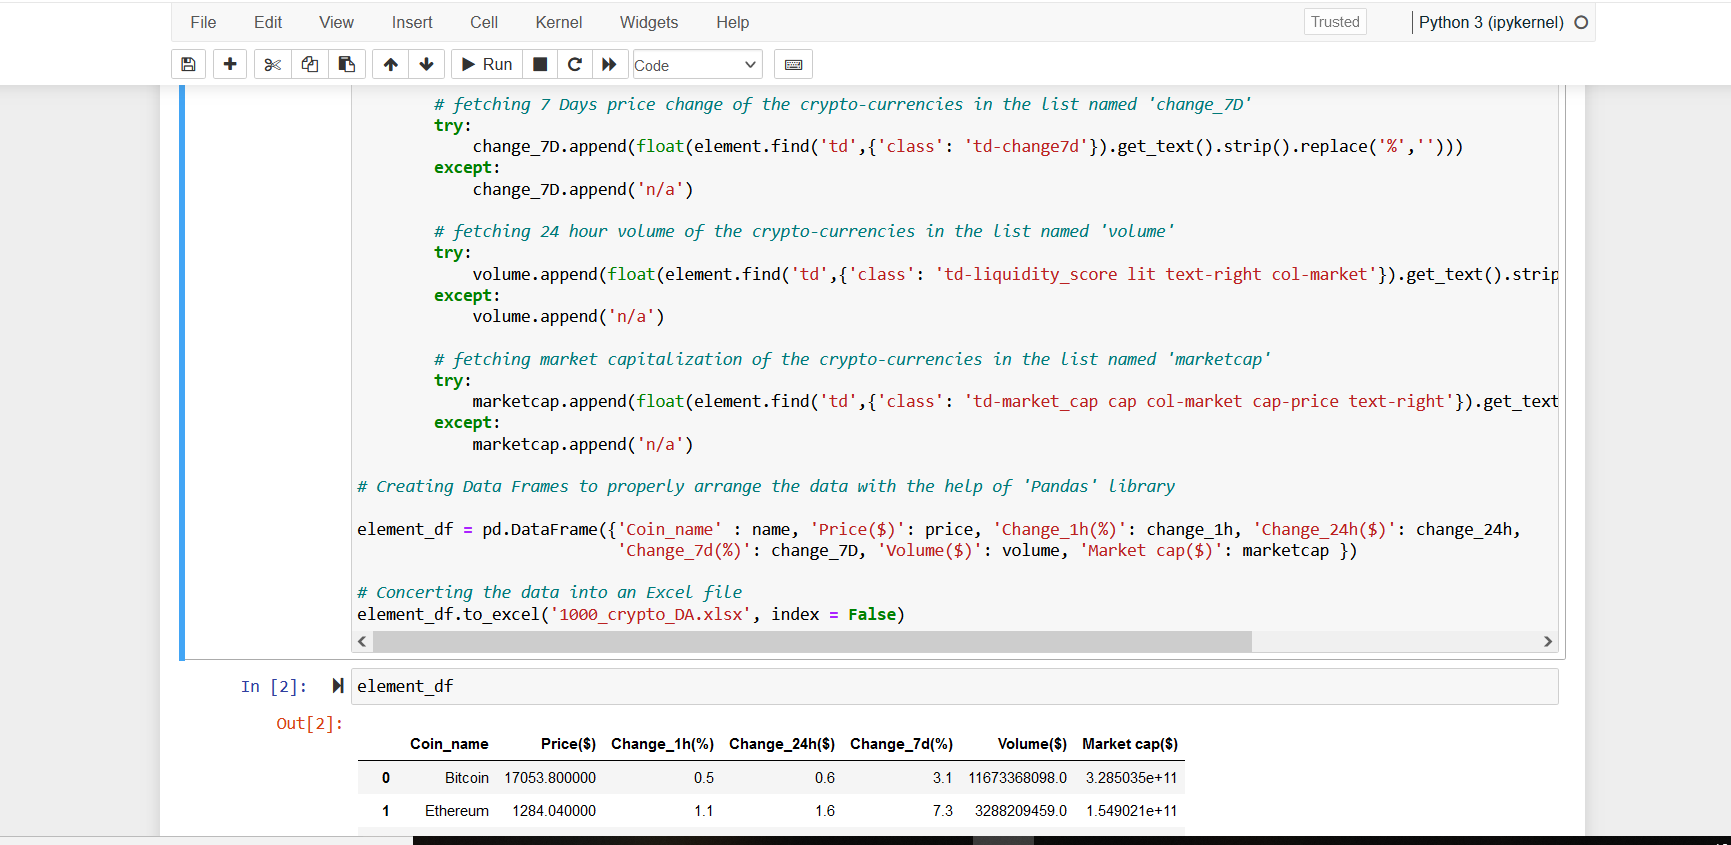 File Edit View Insert Cell Kernel Widgets Help Trusted Python 3 (ipykernel)
Run Code
# fetching 7 Days price change of the crypto-currencies in the list named 'change_7D'
try:
change_7D.append(float(element.find('td',{'class': 'td-change7d'}).get_text().strip().replace('%','')))
except:
change_7D.append('n/a')
# fetching 24 hour volume of the crypto-currencies in the list named 'volume'
try:
volume.append(float(element.find('td',{'class': 'td-liquidity_score lit text-right col-market'}).get_text().strip
except:
volume.append('n/a')
# fetching market capitalization of the crypto-currencies in the list named 'marketcap'
try:
marketcap.append(float(element.find('td',{'class': 'td-market_cap cap col-market cap-price text-right'}).get_text
except:
marketcap.append('n/a')
# Creating Data Frames to properly arrange the data with the help of 'Pandas' library
element_df = pd.DataFrame({'Coin_name' : name, 'Price($)': price, 'Change_1h(%)': change_1h, 'Change_24h($)': change_24h,
'Change_7d(%)': change_7D, 'Volume($)': volume, 'Market cap($)': marketcap })
# Concerting the data into an Excel file
element_df.to_excel('1000_crypto_DA.xlsx', index = False)
In [2]: element_df
Out[2]:
Coin_name Price($) Change_1h(%) Change_24h($) Change_7d(%) Volume($) Market cap($)
0 Bitcoin 17053.800000 0.5 0.6 3.1 11673368098.0 3.285035e+11
1 Ethereum 1284.040000 1.1 1.6 7.3 3288209459.0 1.549021e+11